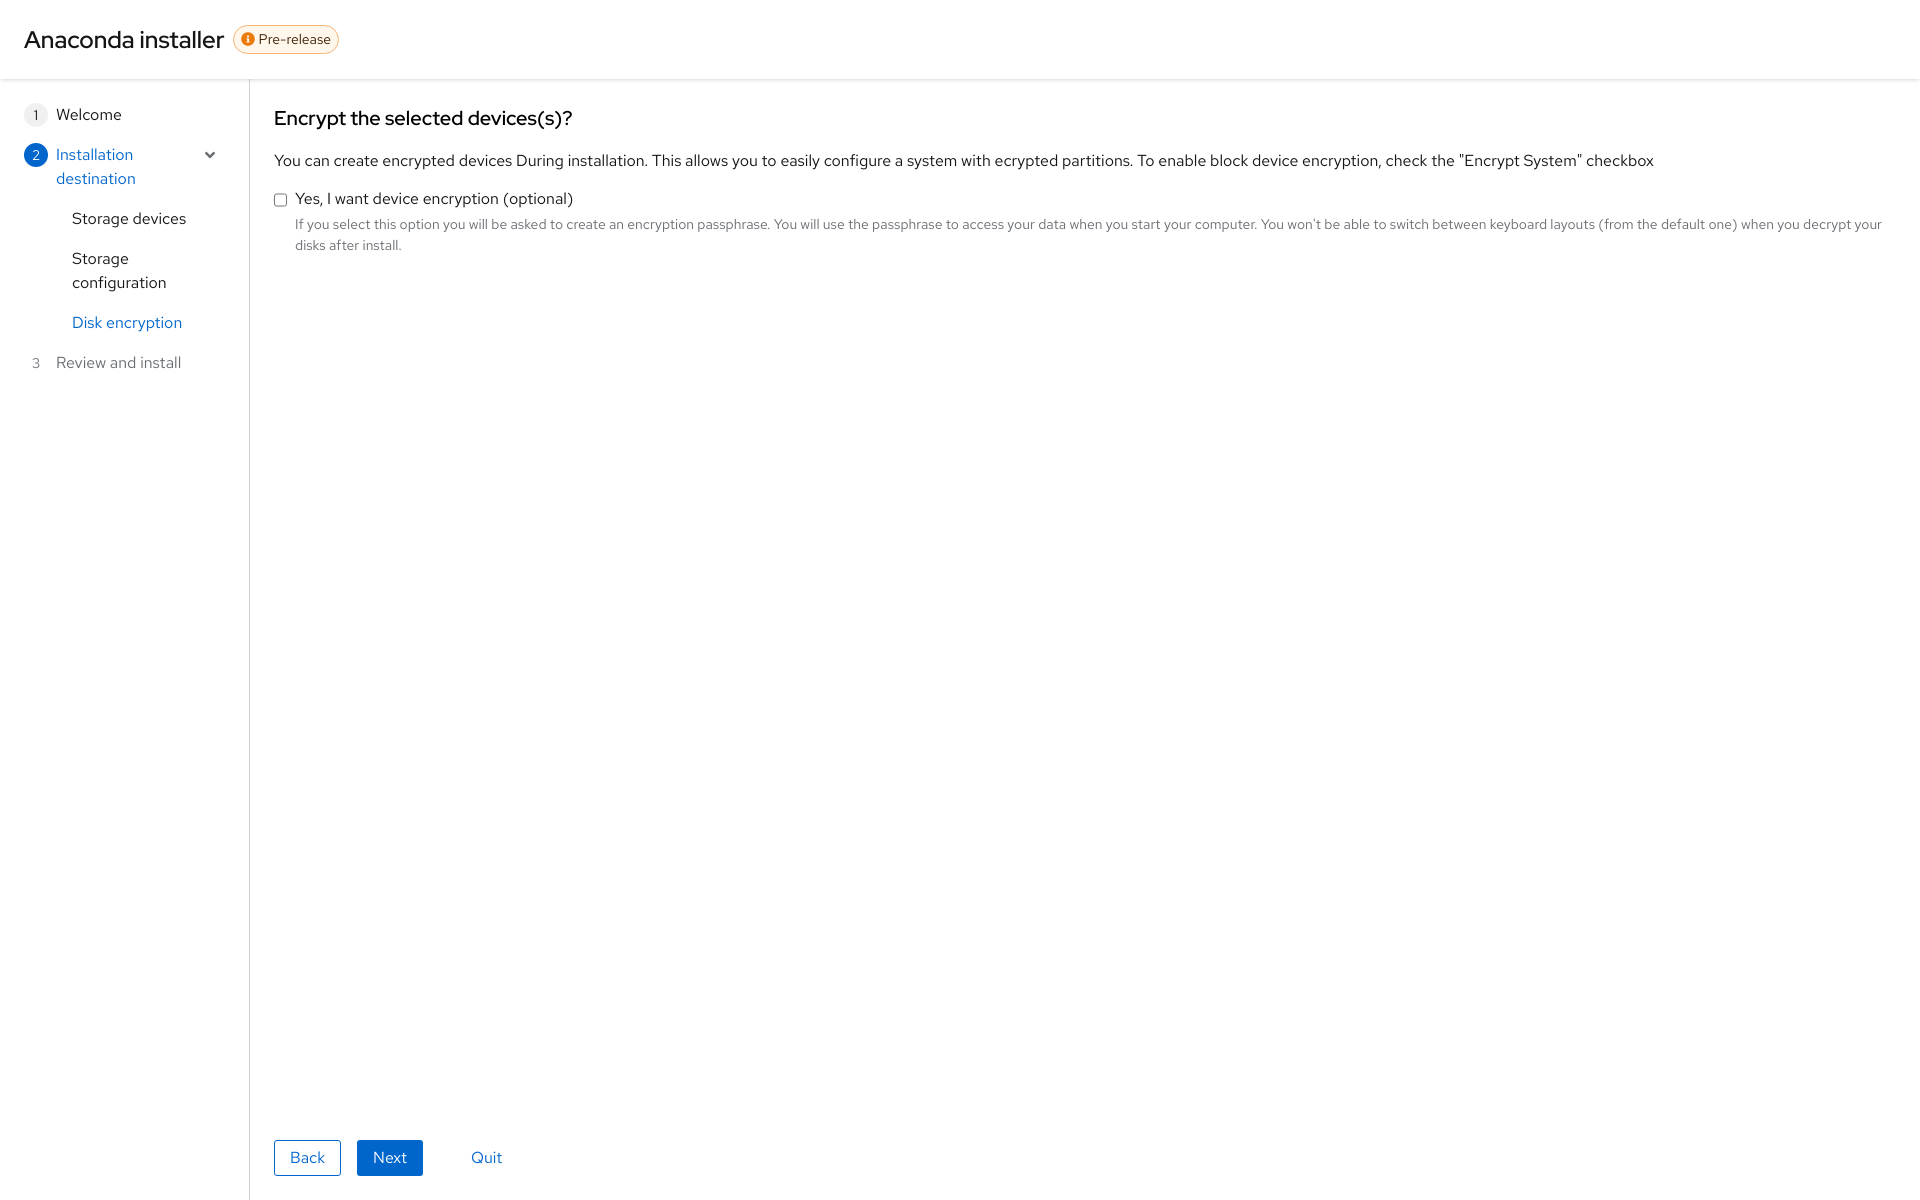 Anaconda installer
Pre-release
1 Welcome
2 Installation
destination
Storage devices
Storage
configuration
Disk encryption
3 Review and install
Encrypt the selected devices(s)?
You can create encrypted devices During installation. This allows you to easily configure a system with ecrypted partitions. To enable block device encryption, check the "Encrypt System" checkbox
Yes, I want device encryption (optional)
If you select this option you will be asked to create an encryption passphrase. You will use the passphrase to access your data when you start your computer. You won't be able to switch between keyboard layouts (from the default one) when you decrypt your
disks after install.
Back Next Quit